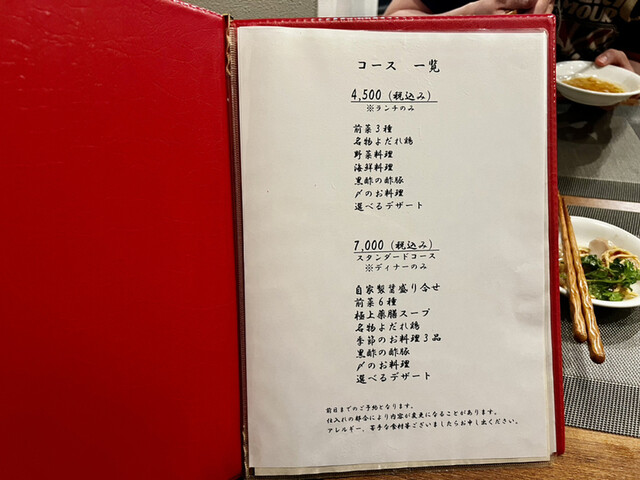 コース 一覧
4,500 (税込み)
※ランチのみ
前菜3種
名物よだれ鶏
野菜料理
海鮮料理
黒酢の酢豚
〆のお料理
選べるデザート
7,000 (税込み)
スタンダードコース
※ディナーのみ
自家製醤盛り合せ
前菜6種
極上薬膳スープ
名物よだれ鶏
季節のお料理3品
黒酢の酢豚
〆のお料理
選べるデザート
前日までのご予約となります。
仕入れの都合により内容が変更になることがあります。
アレルギー、苦手な食材等ございましたらお申し出ください。